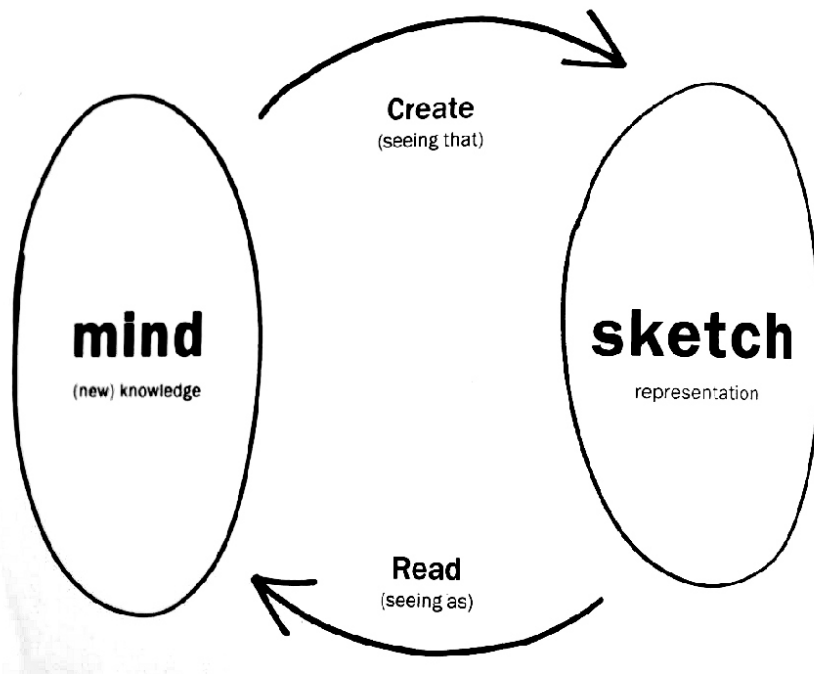 Create
(seeing that)
mind
(new) knowledge
sketch
representation
Read
(seeing as)